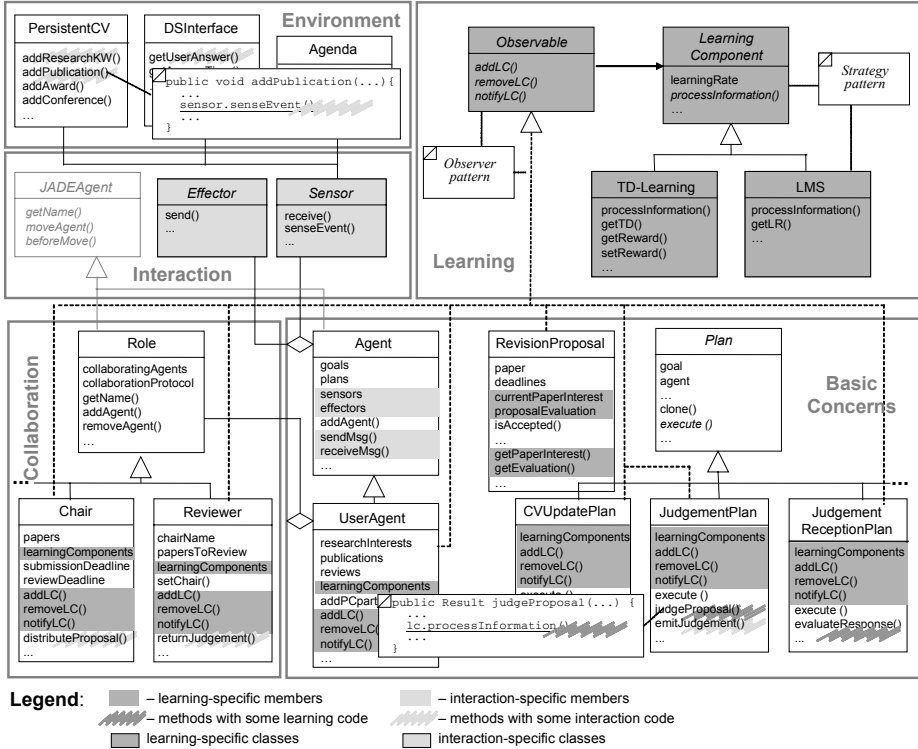 Environment
PersistentCV
addResearchKW()
addPublication()
addAward()
addConference()
...
DSInterface
getUserAnswer()
Agenda
public void addPublication(...){
...
sensor.senseEvent()
...
}
JADEAgent
getName()
moveAgent()
beforeMove()
Effector
send()
...
Sensor
receive()
senseEvent()
...
Interaction
Observable
addLC()
removeLC()
notifyLC()
Learning
Component
learningRate
processInformation()
...
Strategy
pattern
Observer
pattern
TD-Learning
processInformation()
getTD()
getReward()
setReward()
...
LMS
processInformation()
getLR()
...
Learning
Collaboration
Role
collaboratingAgents
collaborationProtocol
getName()
addAgent()
removeAgent()
...
Chair
papers
learningComponents
submissionDeadline
reviewDeadline
addLC()
removeLC()
notifyLC()
distributeProposal()
...
Reviewer
chairName
papersToReview
learningComponents
setChair()
addLC()
removeLC()
notifyLC()
returnJudgement()
...
Agent
goals
plans
sensors
effectors
addAgent()
sendMsg()
receiveMsg()
...
UserAgent
researchInterests
publications
reviews
learningComponents
addPCpart
addLC()
removeLC
notifyLC()
...
RevisionProposal
paper
deadlines
currentPaperInterest
proposalEvaluation
isAccepted()
...
getPaperInterest()
getEvaluation()
...
Plan
goal
agent
...
clone()
execute ()
...
Basic
Concerns
CVUpdatePlan
learningComponents
addLC()
removeLC()
notifyLC()
execute ()
public Result judgeProposal(...) {
...
lc.processInformation()
...
}
JudgementPlan
learningComponents
addLC()
removeLC()
notifyLC()
execute ()
judgeProposal()
emitJudgement()
...
Judgement
ReceptionPlan
learningComponents
addLC()
removeLC()
notifyLC()
execute ()
evaluateResponse()
...
Legend:
– learning-specific members
– interaction-specific members
– methods with some learning code
– methods with some interaction code
– learning-specific classes
– interaction-specific classes